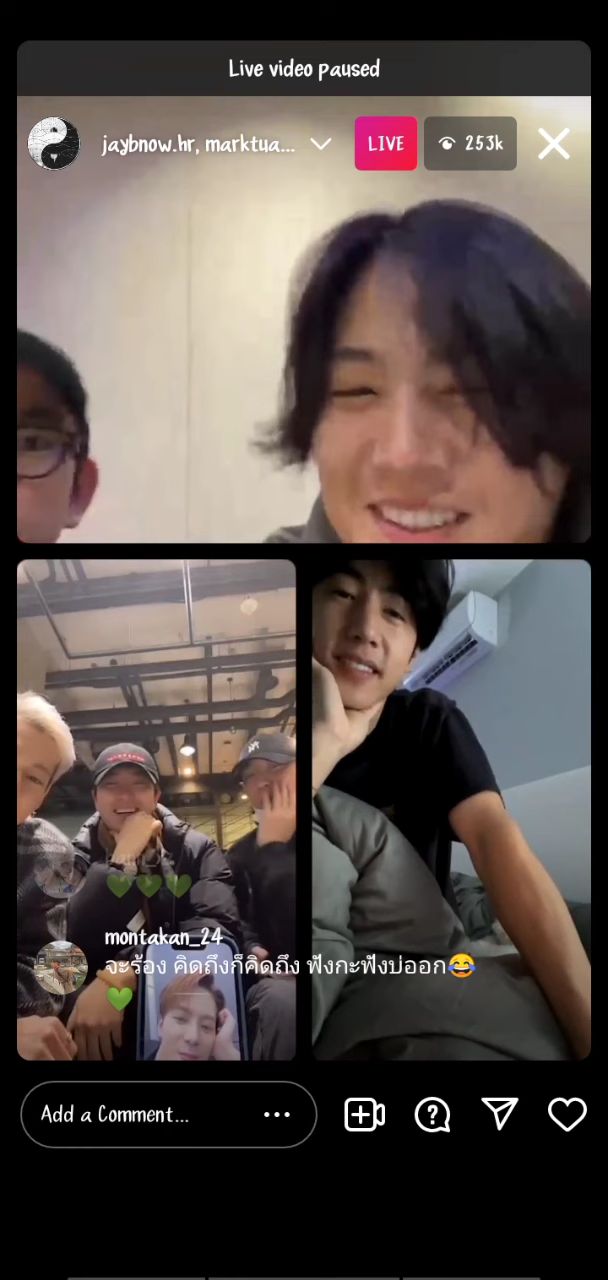 Live video paused
jaybnow.hr, marktua...
LIVE
253k
montakan_24
จะร้อง คิดถึงก็คิดถึง ฟังกะฟังบ่ออก😂
💚
Add a Comment...